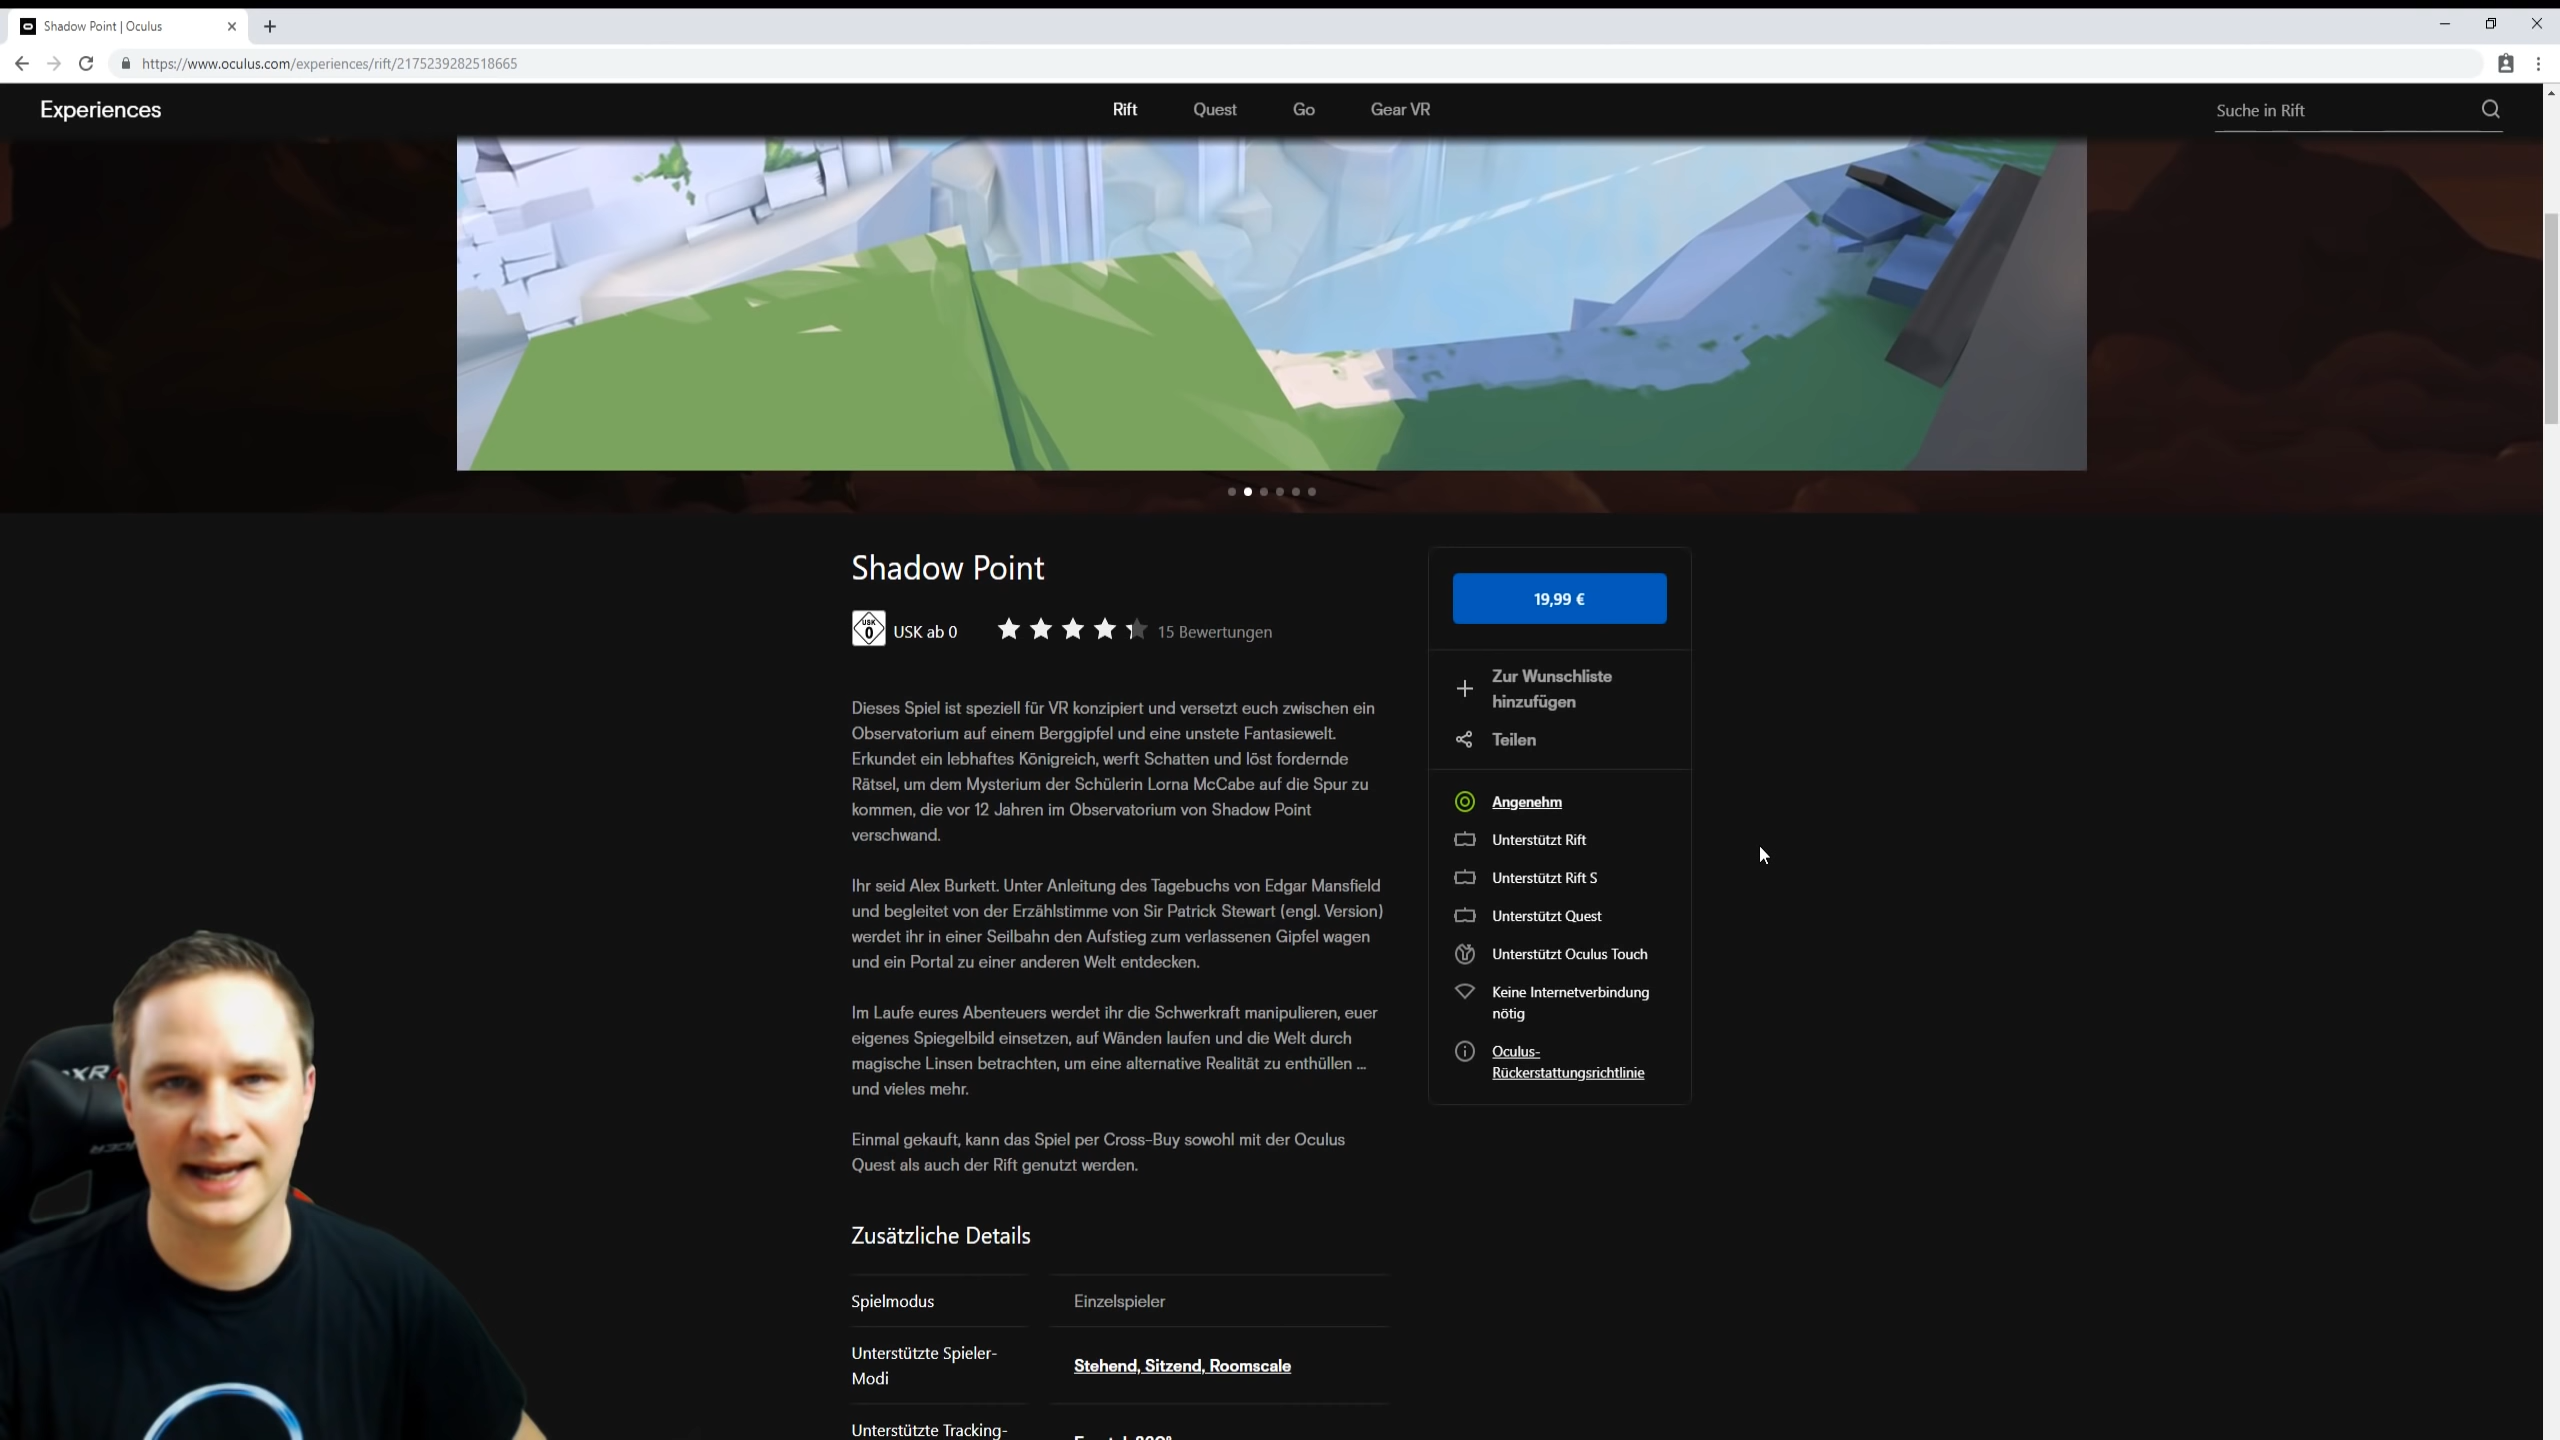 Shadow Point | Oculus
https://www.oculus.com/experiences/rift/2175239282518665
Experiences
Rift
Quest
Go
Gear VR
Suche in Rift
Shadow Point
USK
0
USK ab 0
15 Bewertungen
Dieses Spiel ist speziell für VR konzipiert und versetzt euch zwischen ein
Observatorium auf einem Berggipfel und eine unstete Fantasiewelt.
Erkundet ein lebhaftes Königreich, werft Schatten und löst fordernde
Rätsel, um dem Mysterium der Schülerin Lorna McCabe auf die Spur zu
kommen, die vor 12 Jahren im Observatorium von Shadow Point
verschwand.
Ihr seid Alex Burkett. Unter Anleitung des Tagebuchs von Edgar Mansfield
und begleitet von der Erzählstimme von Sir Patrick Stewart (engl. Version)
werdet ihr in einer Seilbahn den Aufstieg zum verlassenen Gipfel wagen
und ein Portal zu einer anderen Welt entdecken.
Im Laufe eures Abenteuers werdet ihr die Schwerkraft manipulieren, euer
eigenes Spiegelbild einsetzen, auf Wänden laufen und die Welt durch
magische Linsen betrachten, um eine alternative Realität zu enthüllen ...
und vieles mehr.
Einmal gekauft, kann das Spiel per Cross-Buy sowohl mit der Oculus
Quest als auch der Rift genutzt werden.
Zusätzliche Details
Spielmodus
Einzelspieler
Unterstützte Spieler-
Modi
Stehend, Sitzend, Roomscale
Unterstützte Tracking-
19,99 €
Zur Wunschliste
hinzufügen
Teilen
Angenehm
Unterstützt Rift
Unterstützt Rift S
Unterstützt Quest
Unterstützt Oculus Touch
Keine Internetverbindung
nötig
Oculus-
Rückerstattungsrichtlinie